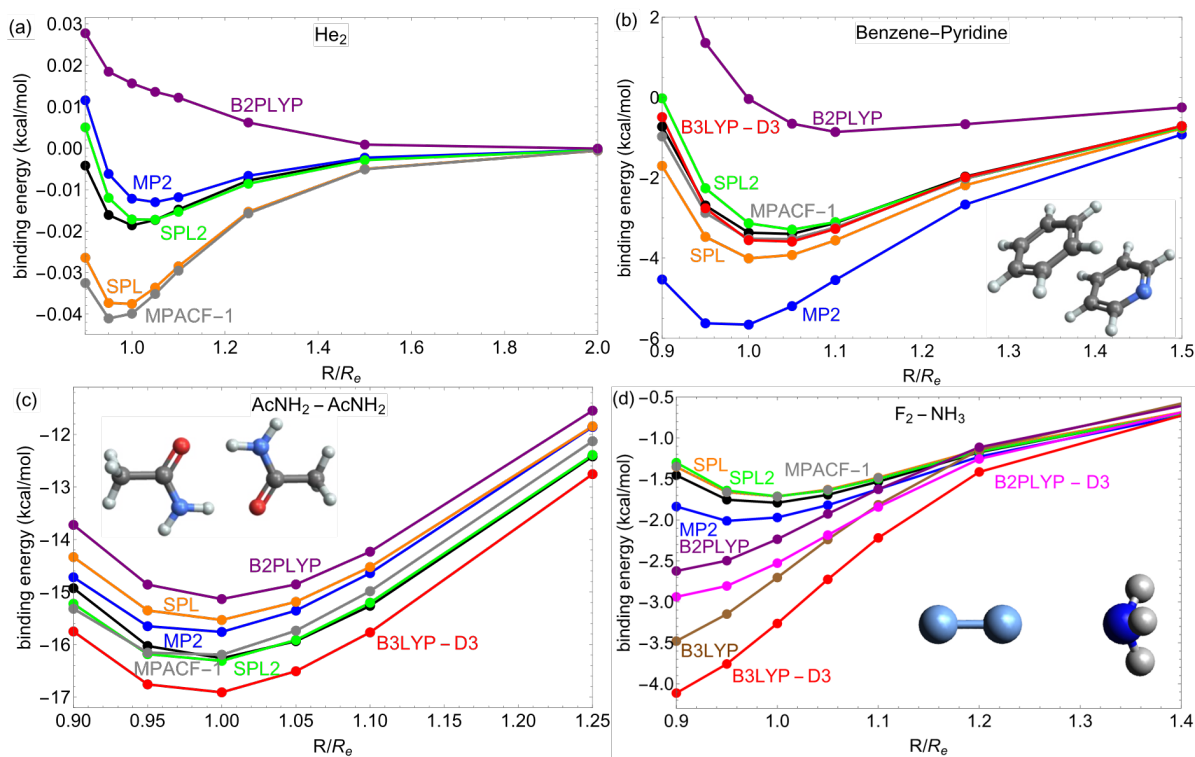 (a)
He2
0.03
0.02
0.01
0.00
−0.01
−0.02
−0.03
−0.04
binding energy (kcal/mol)
B2PLYP
MP2
SPL2
SPL
MPACF−1
1.0 1.2 1.4 1.6 1.8 2.0
R/Re
(b)
Benzene−Pyridine
2
0
−2
−4
−6
binding energy (kcal/mol)
B3LYP−D3
B2PLYP
SPL2
MPACF−1
SPL
MP2
0.9 1.0 1.1 1.2 1.3 1.4 1.5
R/Re
(c)
AcNH2−AcNH2
−12
−13
−14
−15
−16
−17
binding energy (kcal/mol)
B2PLYP
SPL
MP2
MPACF−1
SPL2
B3LYP−D3
0.90 0.95 1.00 1.05 1.10 1.15 1.20 1.25
R/Re
(d)
F2−NH3
−0.5
−1.0
−1.5
−2.0
−2.5
−3.0
−3.5
−4.0
binding energy (kcal/mol)
SPL
SPL2
MPACF−1
MP2
B2PLYP
B2PLYP−D3
B3LYP
B3LYP−D3
0.9 1.0 1.1 1.2 1.3 1.4
R/Re